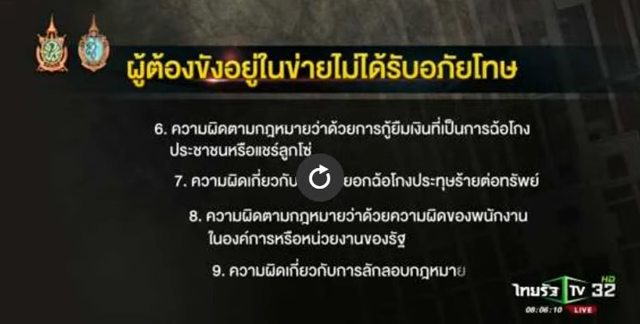 ผู้ต้องขังอยู่ในข่ายไม่ได้รับอภัยโทษ
6. ความผิดตามกฎหมายว่าด้วยการกู้ยืมเงินที่เป็นการฉ้อโกง
ประชาชนหรือแชร์ลูกโซ่
7. ความผิดเกี่ยวกับ ยอกฉ้อโกงประทุษร้ายต่อทรัพย์
8. ความผิดตามกฎหมายว่าด้วยความผิดของพนักงาน
ในองค์การหรือหน่วยงานของรัฐ
9. ความผิดเกี่ยวกับการลักลอบกฎหมาย
ไทยรัฐ TV 32 HD
08:06:10 LIVE